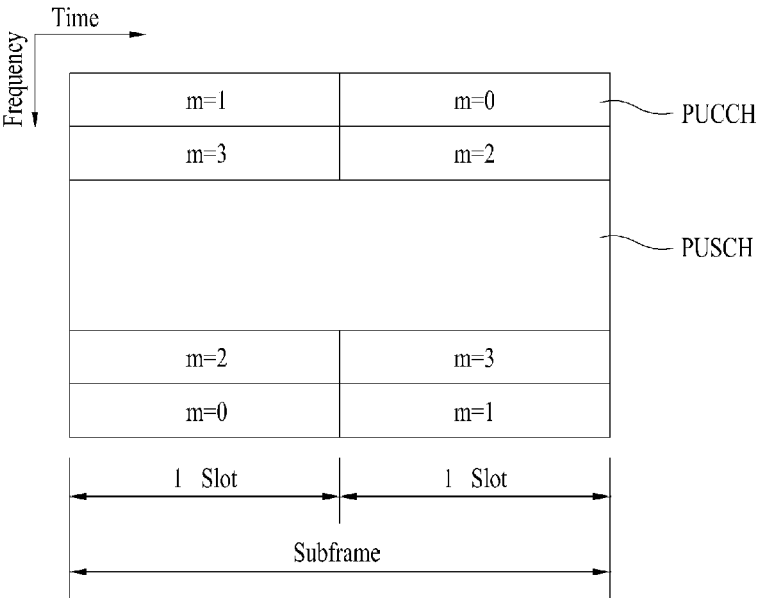 Time
Frequency
m=1 m=0
PUCCH
m=3 m=2
PUSCH
m=2 m=3
m=0 m=1
1 Slot 1 Slot
Subframe